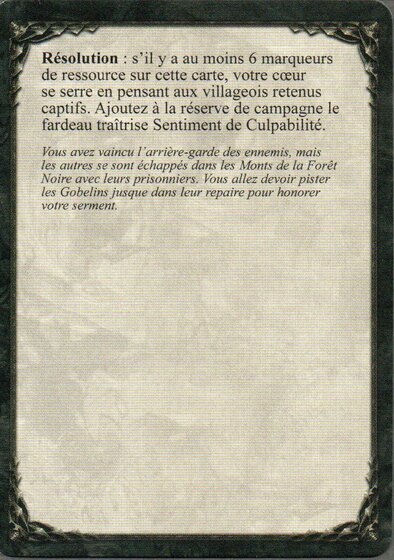 Résolution : s'il y a au moins 6 marqueurs
de ressource sur cette carte, votre cœur
se serre en pensant aux villageois retenus
captifs. Ajoutez à la réserve de campagne le
fardeau traîtrise Sentiment de Culpabilité.
Vous avez vaincu l'arrière-garde des ennemis, mais
les autres se sont échappés dans les Monts de la Forêt
Noire avec leurs prisonniers. Vous allez devoir pister
les Gobelins jusque dans leur repaire pour honorer
votre serment.